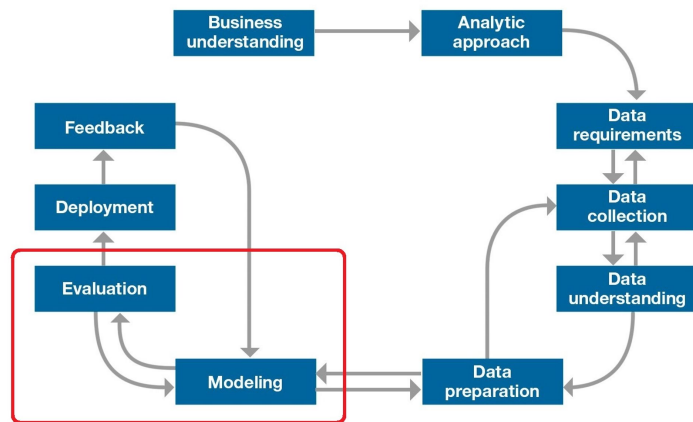 Business
understanding
Analytic
approach
Feedback
Data
requirements
Deployment
Data
collection
Evaluation
Data
understanding
Modeling
Data
preparation